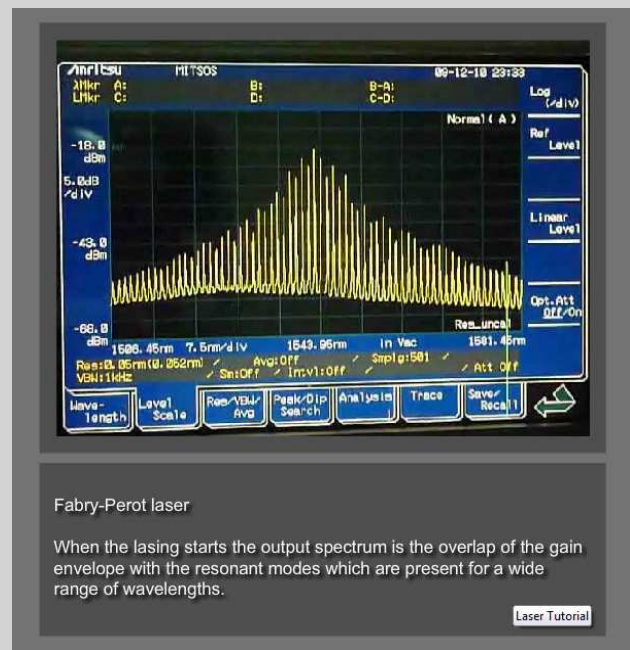 Anritsu MITSOS 09-12-10 23:33
λMkr A: B: B-A:
LMkr C: D: C-D:
Log
(/div)
Normal ( A )
Ref
Level
-18.0
dBm
5.0dB
/div
Linear
Level
-43.0
dBm
Opt.Att
Off/On
-68.0
dBm
Res_uncal
1506.45nm 7.5nm/div 1543.95nm in Vac 1581.45nm
Res:0.05nm(0.052nm) / Avg:Off / Smplg:501 /
VBW:1kHz / Sm:Off / Intvl:Off / / Att Off
Wave-
length
Level
Scale
Res/VBW/
Avg
Peak/Dip
Search
Analysis
Trace
Save/
Recall
Fabry-Perot laser
When the lasing starts the output spectrum is the overlap of the gain
envelope with the resonant modes which are present for a wide
range of wavelengths.
Laser Tutorial